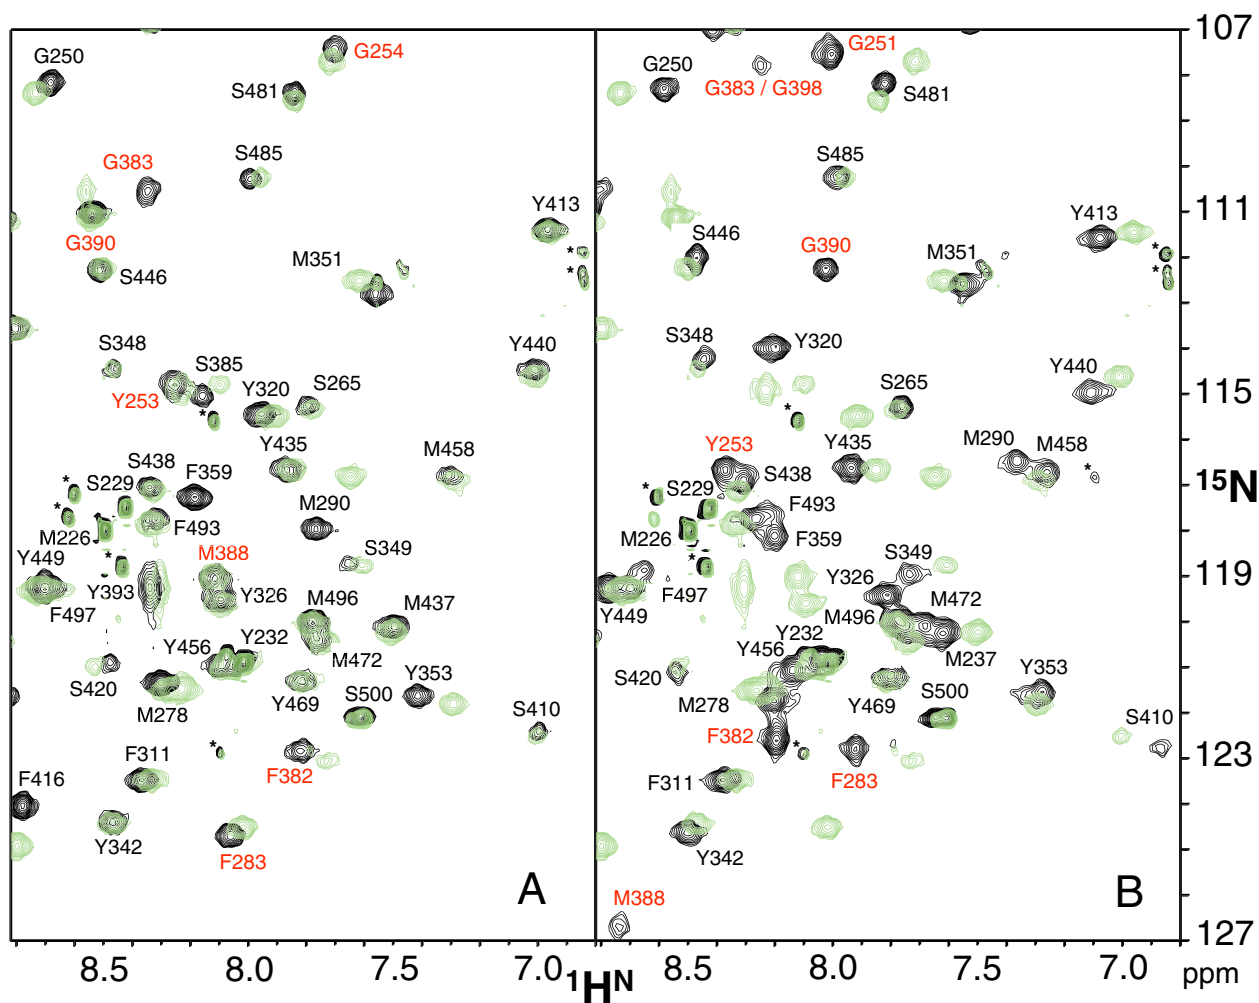 G250
G254
S481
G383
S485
Y413
G390
S446
M351
*
*
S348
S385
Y440
Y253
*
Y320
S265
Y435
M458
*
S229
S438
F359
M290
*
M226
F493
S349
Y449
*
Y393
M388
Y326
F497
M496
M437
Y456
Y232
M472
S420
M278
Y469
S500
Y353
S410
F311
*
F382
F416
Y342
F283
A
G250
G383 / G398
G251
S481
S485
S446
G390
M351
Y413
*
*
S348
Y320
Y440
*
S265
Y253
Y435
M290
M458
*
*
S229
S438
F493
M226
F359
*
F497
Y449
S349
Y326
M472
M496
Y232
Y456
M237
S420
M278
Y469
S500
Y353
S410
F382
*
F283
F311
Y342
M388
B
107
111
115
15N
119
123
127
8.5
8.0
7.5
7.0
1HN
8.5
8.0
7.5
7.0
ppm